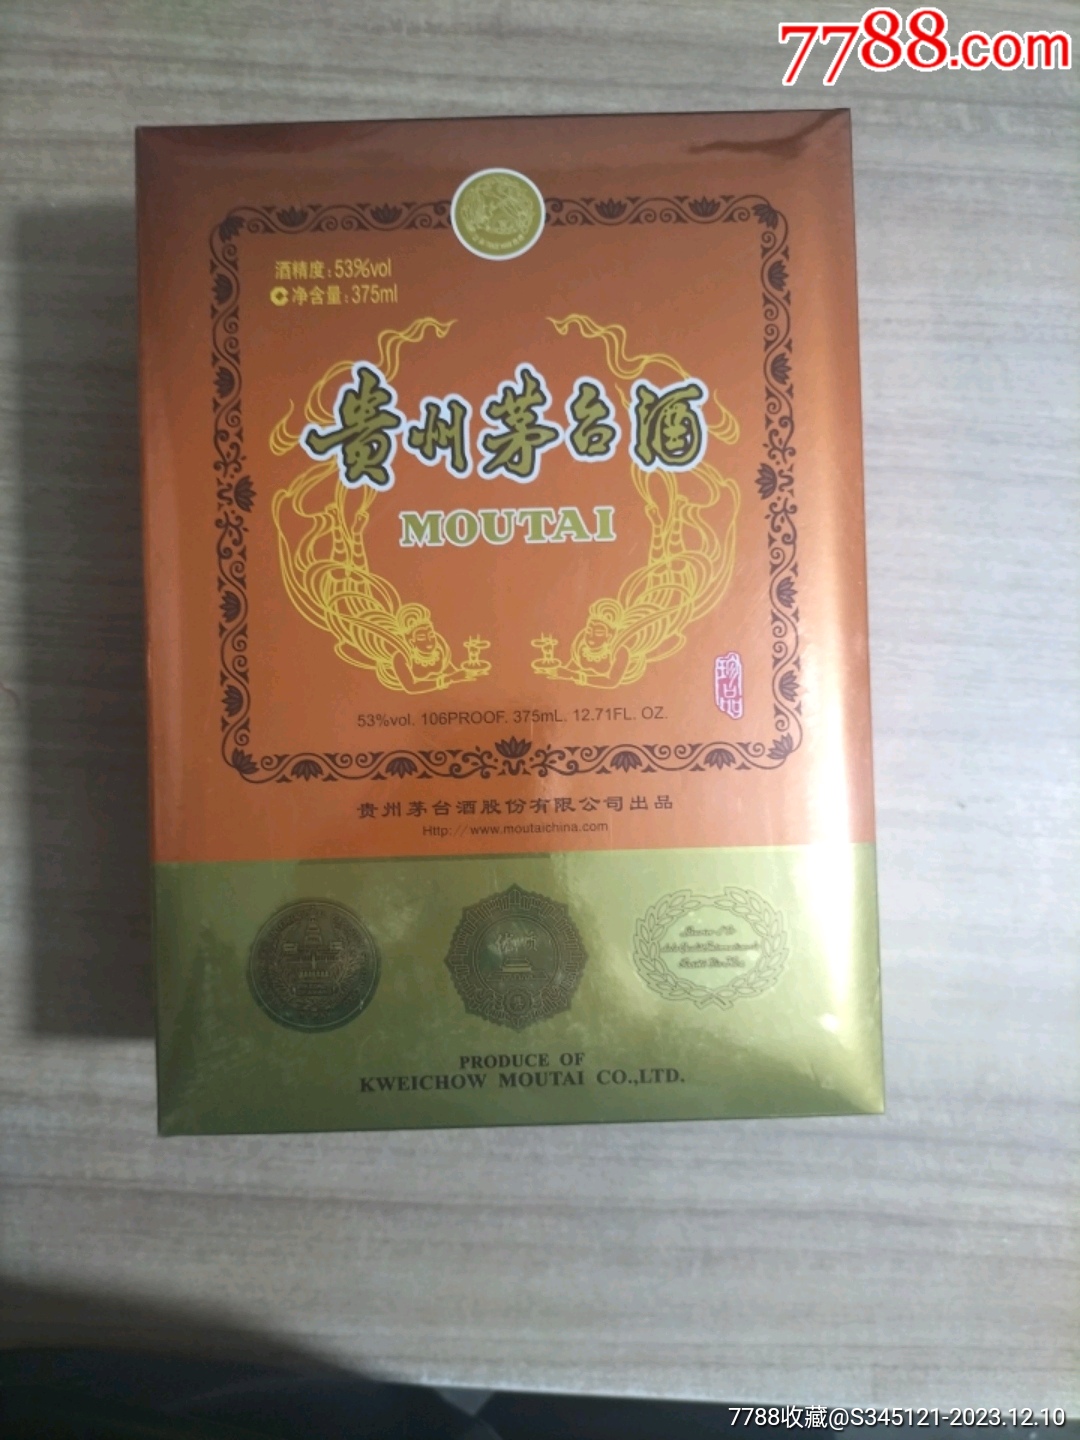 7788.com
酒精度:53%vol
净含量:375ml
贵州茅台酒
MOUTAI
珍品
53%vol. 106PROOF. 375mL. 12.71FL. OZ.
贵州茅台酒股份有限公司出品
Http://www.moutaichina.com
PRODUCE OF
KWEICHOW MOUTAI CO.,LTD.
7788收藏@S345121-2023.12.10